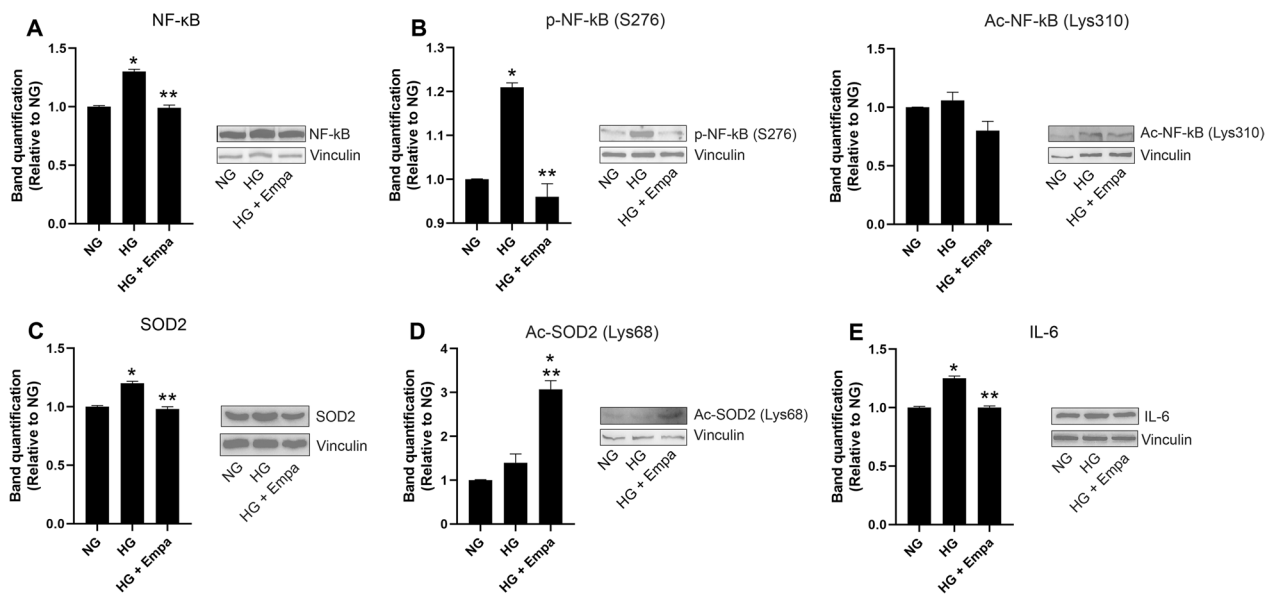 A
NF-κB
Band quantification
(Relative to NG)
1.5
1.0
0.5
0.0
*
**
NG
HG
HG + Empa
NF-kB
Vinculin
NG
HG
HG + Empa
B
p-NF-kB (S276)
Band quantification
(Relative to NG)
1.3
1.2
1.1
1.0
0.9
*
**
NG
HG
HG + Empa
p-NF-kB (S276)
Vinculin
NG
HG
HG + Empa
Ac-NF-kB (Lys310)
Band quantification
(Relative to NG)
1.5
1.0
0.5
0.0
NG
HG
HG + Empa
Ac-NF-kB (Lys310)
Vinculin
NG
HG
HG + Empa
C
SOD2
Band quantification
(Relative to NG)
1.5
1.0
0.5
0.0
*
**
NG
HG
HG + Empa
SOD2
Vinculin
NG
HG
HG + Empa
D
Ac-SOD2 (Lys68)
Band quantification
(Relative to NG)
4
3
2
1
0
*
**
NG
HG
HG + Empa
Ac-SOD2 (Lys68)
Vinculin
NG
HG
HG + Empa
E
IL-6
Band quantification
(Relative to NG)
1.5
1.0
0.5
0.0
*
**
NG
HG
HG + Empa
IL-6
Vinculin
NG
HG
HG + Empa